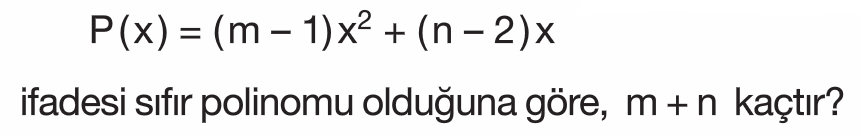 P(x) = (m – 1)x² + (n – 2)x
ifadesi sıfır polinomu olduğuna göre, m + n kaçtır?